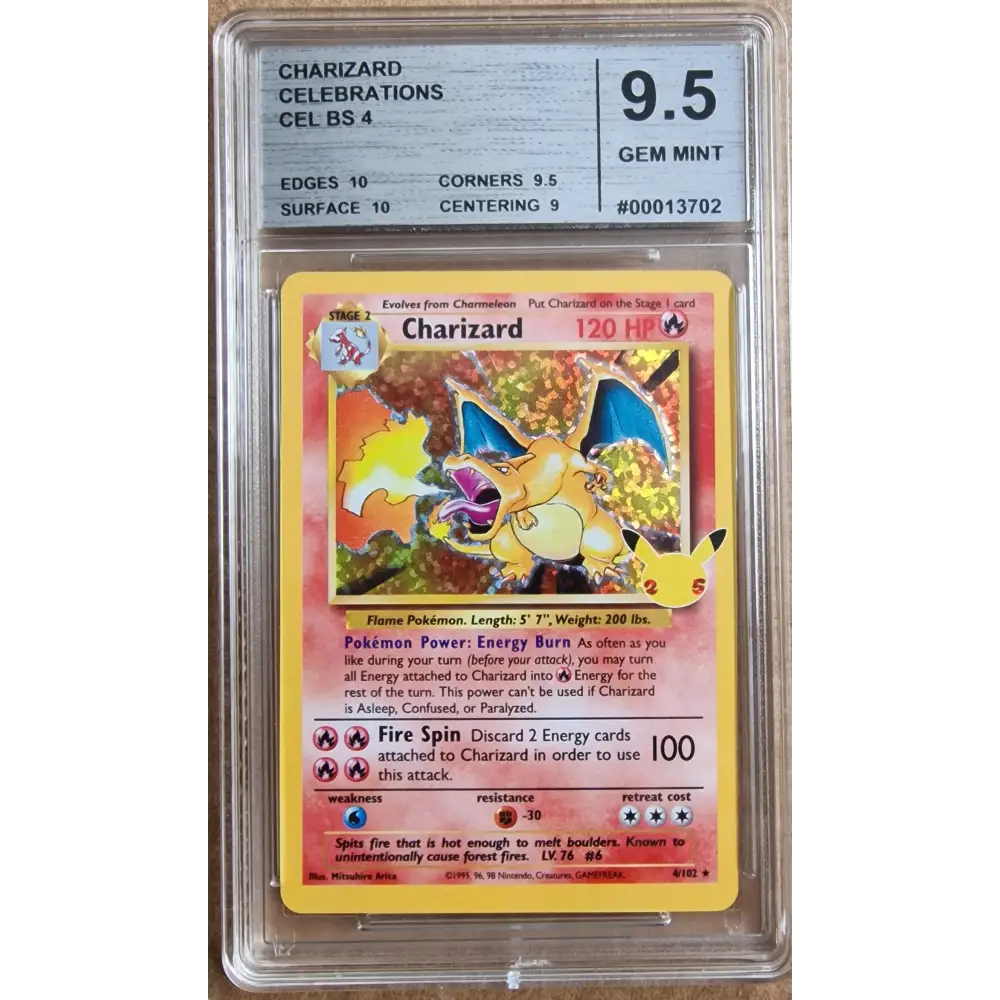 CHARIZARD
CELEBRATIONS
CEL BS 4
9.5
GEM MINT
EDGES 10 CORNERS 9.5
SURFACE 10 CENTERING 9
#00013702
Evolves from Charmeleon Put Charizard on the Stage 1 card
STAGE 2
Charizard 120 HP
25
Flame Pokémon. Length: 5' 7", Weight: 200 lbs.
Pokémon Power: Energy Burn As often as you
like during your turn (before your attack), you may turn
all Energy attached to Charizard into Energy for the
rest of the turn. This power can't be used if Charizard
is Asleep, Confused, or Paralyzed.
Fire Spin Discard 2 Energy cards
attached to Charizard in order to use 100
this attack.
weakness resistance retreat cost
-30
Spits fire that is hot enough to melt boulders. Known to
unintentionally cause forest fires. LV. 76 #6
Illus. Mitsuhiro Arita ©1995, 96, 98 Nintendo, Creatures, GAMEFREAK. 4/102 ★